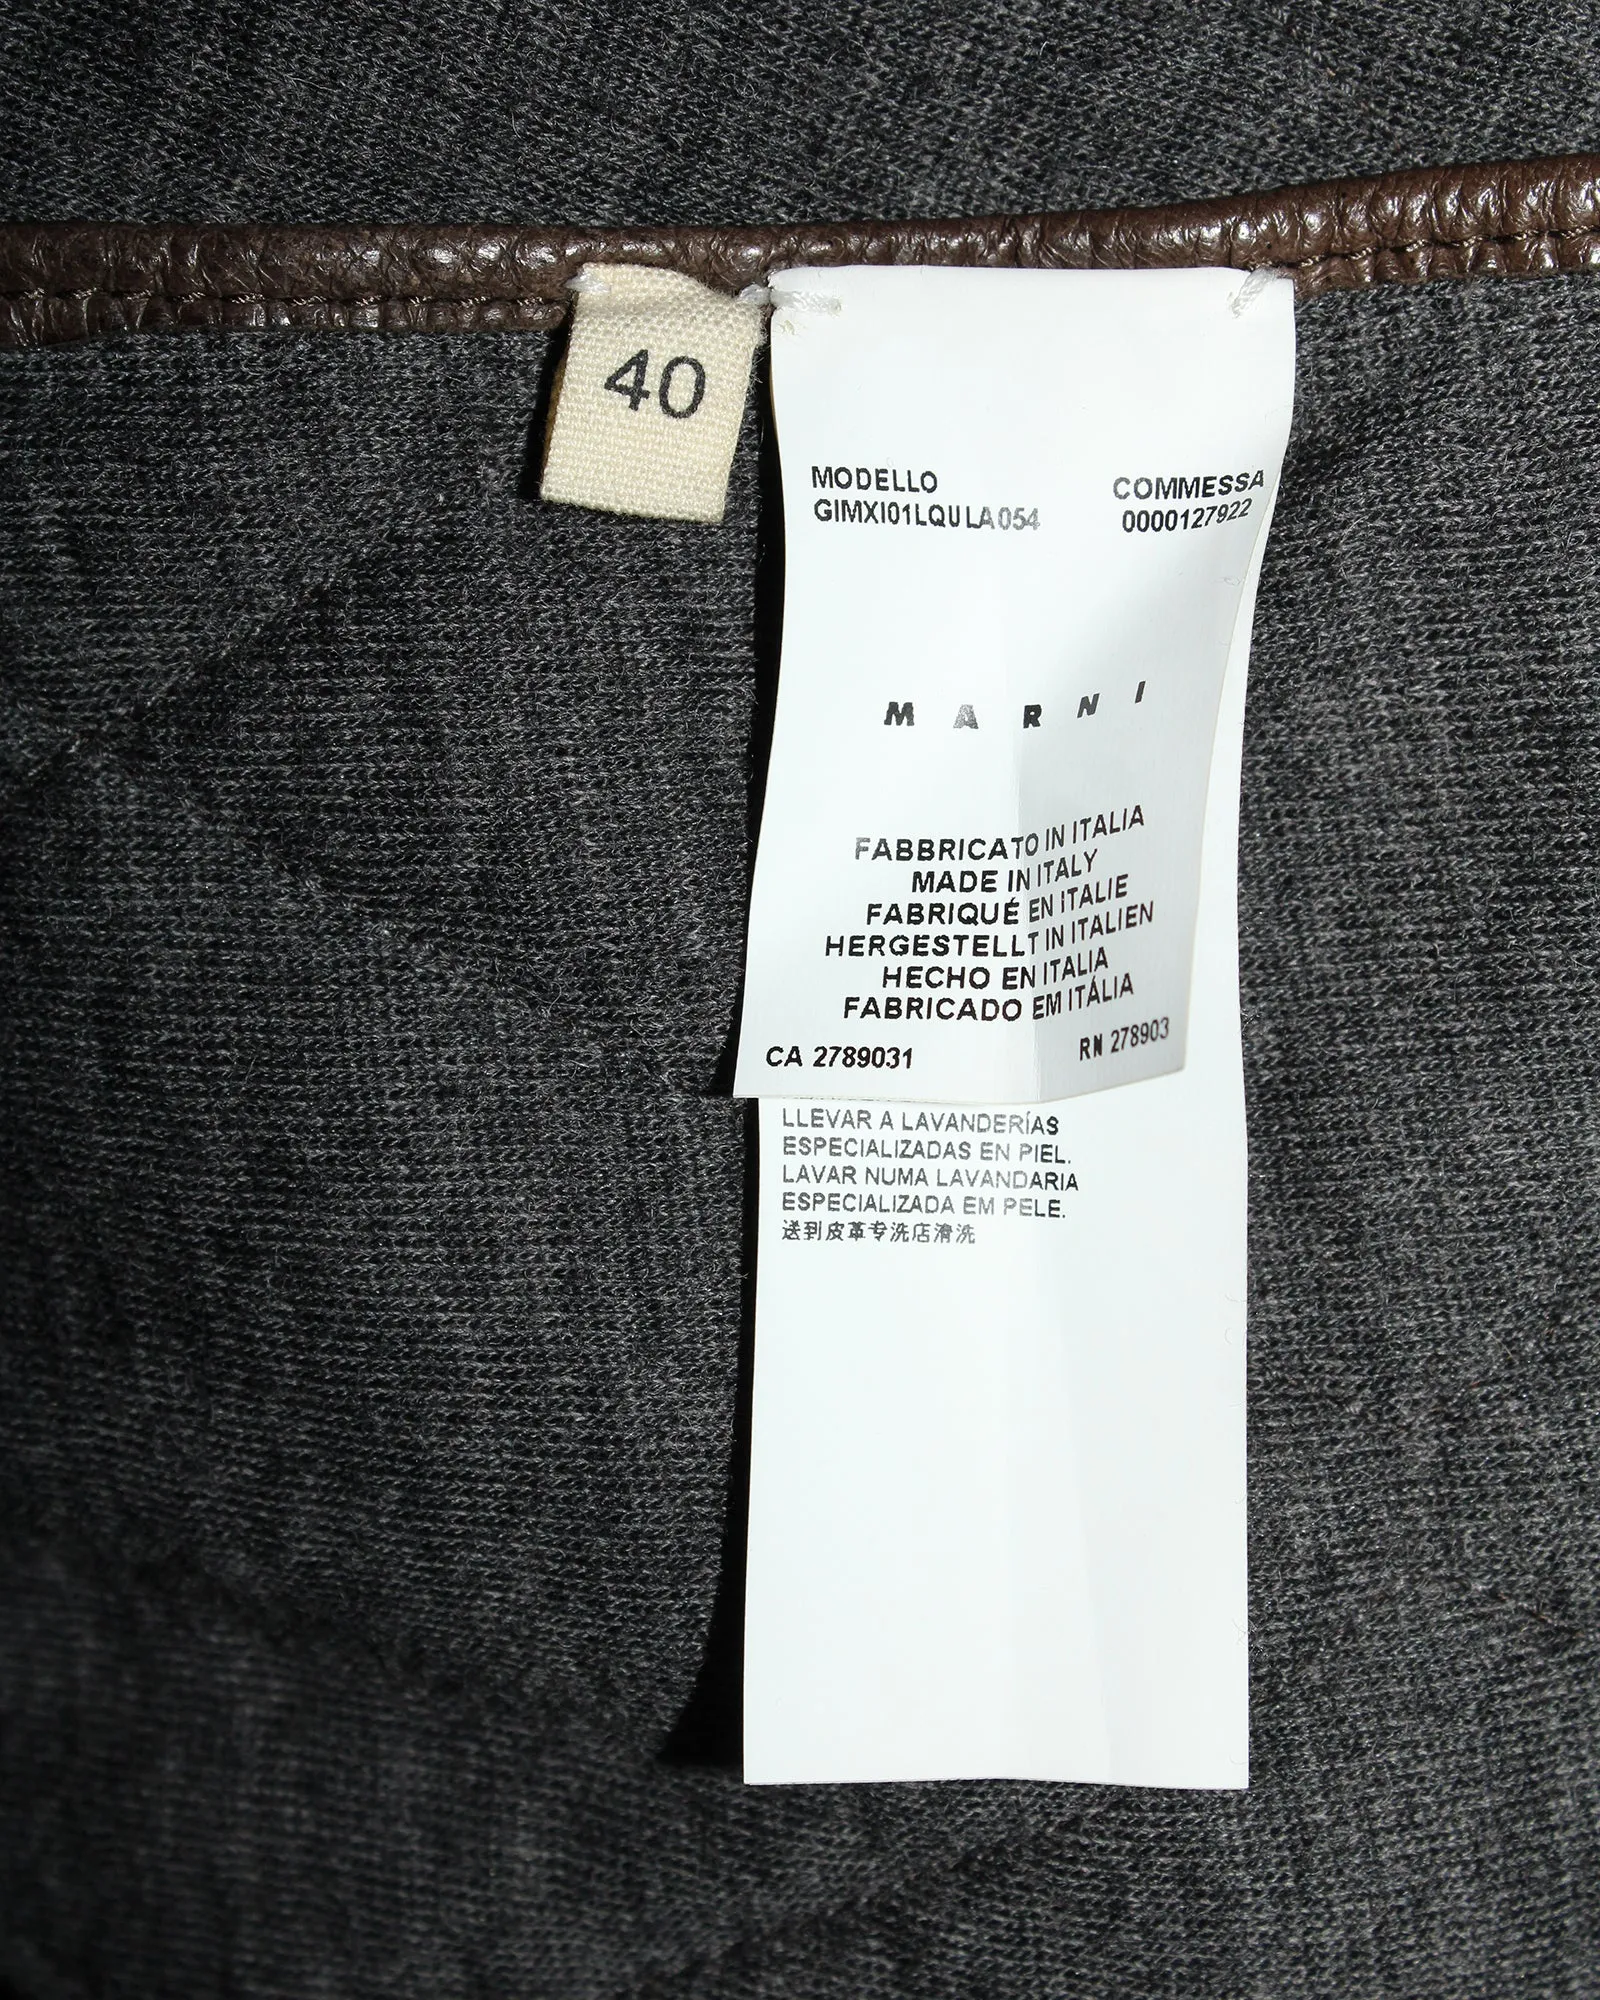 40
MODELLO
GIMXI01LQULA054
COMMESSA
0000127922
MARNI
FABBRICATO IN ITALIA
MADE IN ITALY
FABRIQUÉ EN ITALIE
HERGESTELLT IN ITALIEN
HECHO EN ITALIA
FABRICADO EM ITÁLIA
CA 2789031
RN 278903
LLEVAR A LAVANDERÍAS
ESPECIALIZADAS EN PIEL.
LAVAR NUMA LAVANDARIA
ESPECIALIZADA EM PELE.
送到皮革专洗店清洗